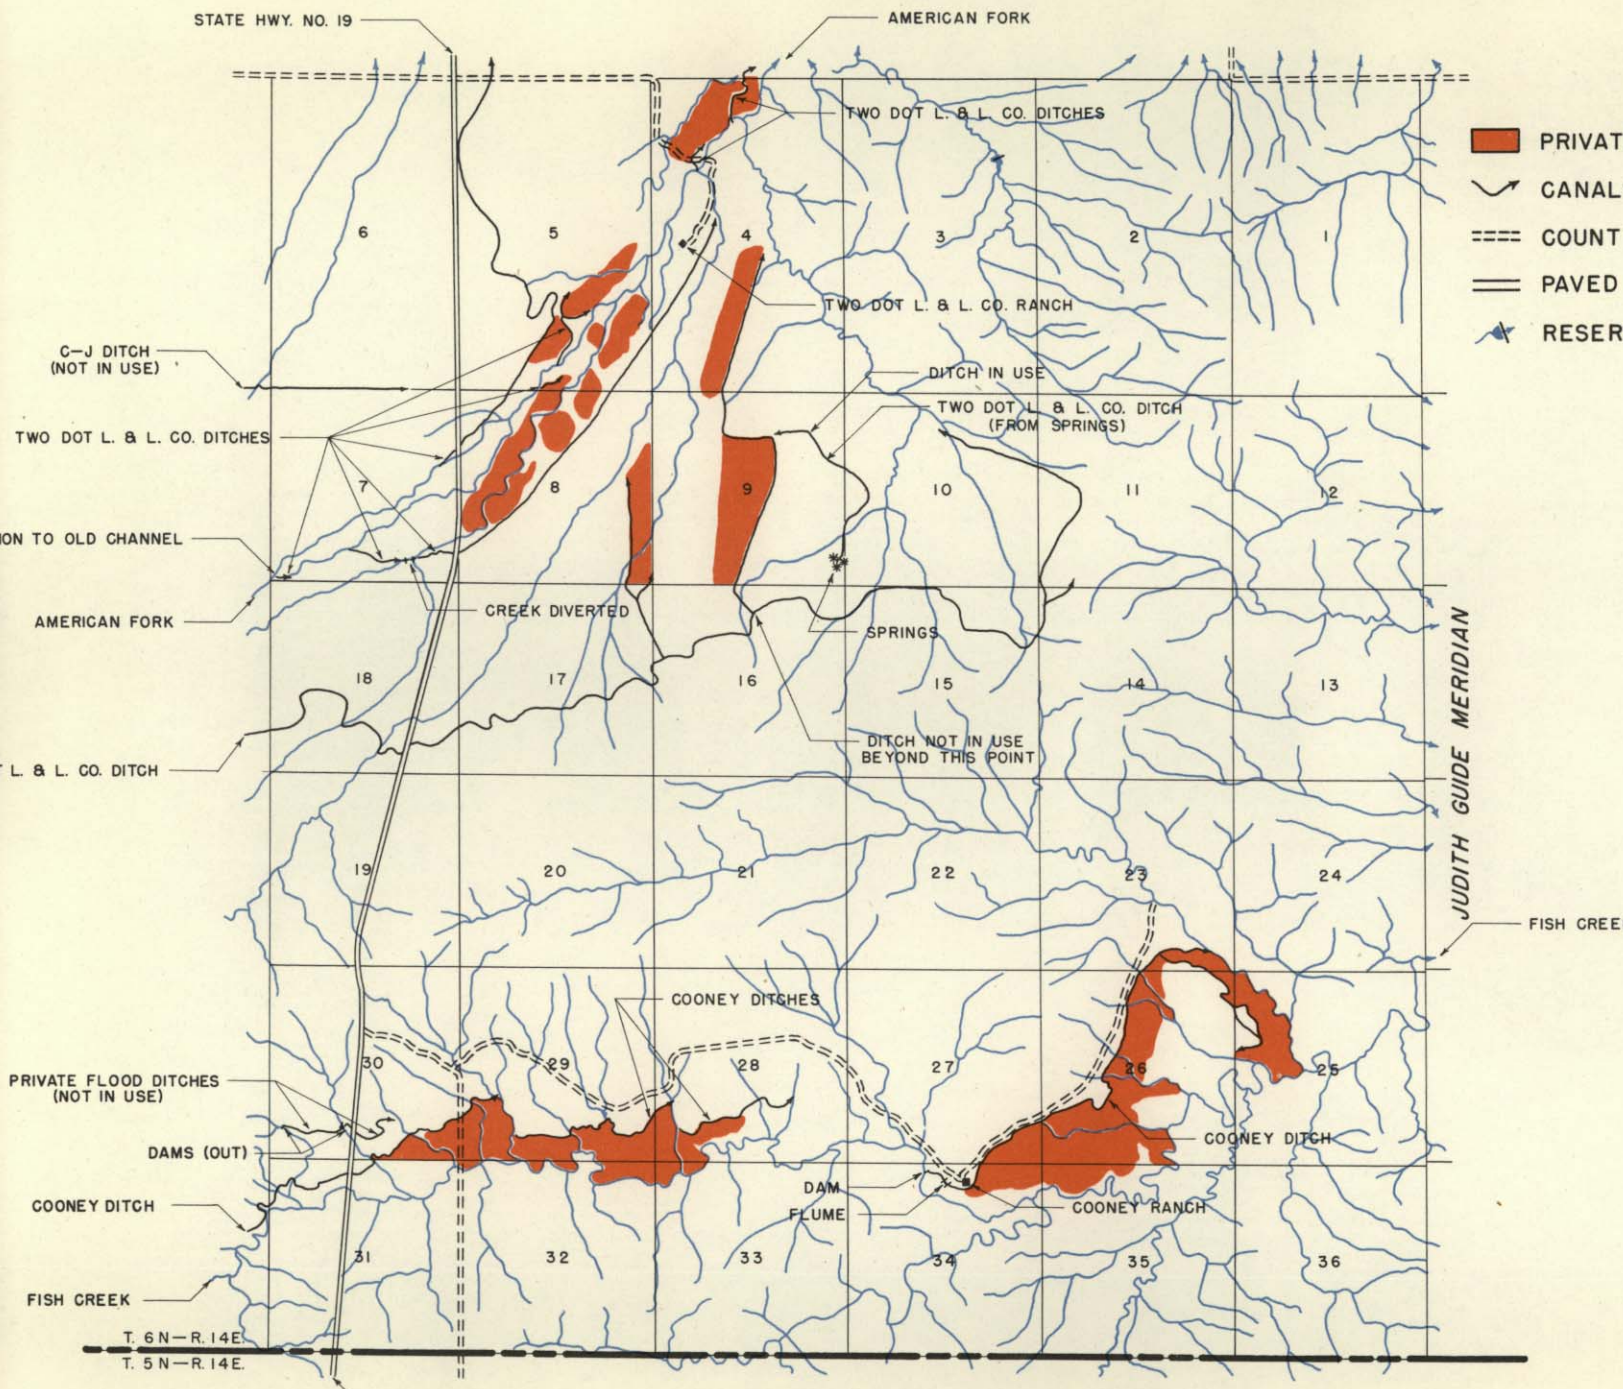 STATE HWY. NO. 19
AMERICAN FORK
TWO DOT L. & L. CO. DITCHES
PRIVAT
CANAL
COUNT
PAVED
RESER
6
5
4
3
2
1
TWO DOT L. & L. CO. RANCH
C-J DITCH
(NOT IN USE)
DITCH IN USE
TWO DOT L. & L. CO. DITCH
(FROM SPRINGS)
TWO DOT L. & L. CO. DITCHES
7
8
9
10
11
12
ION TO OLD CHANNEL
CREEK DIVERTED
AMERICAN FORK
SPRINGS
18
17
16
15
14
13
JUDITH GUIDE MERIDIAN
DITCH NOT IN USE
BEYOND THIS POINT
T L. & L. CO. DITCH
19
20
21
22
23
24
FISH CREE
COONEY DITCHES
30
29
28
27
26
25
PRIVATE FLOOD DITCHES
(NOT IN USE)
COONEY DITCH
DAMS (OUT)
DAM
COONEY DITCH
FLUME
COONEY RANCH
31
32
33
34
35
36
FISH CREEK
T. 6 N—R. 14 E.
T. 5 N—R. 14 E.